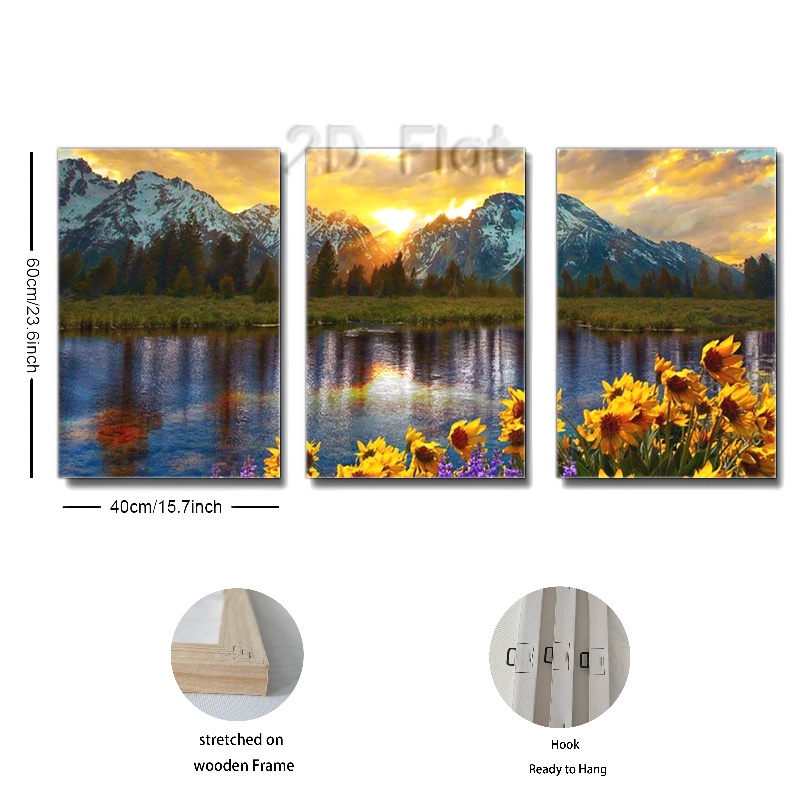 2D Flat
60cm/23.6inch
40cm/15.7inch
stretched on
wooden Frame
Hook
Ready to Hang